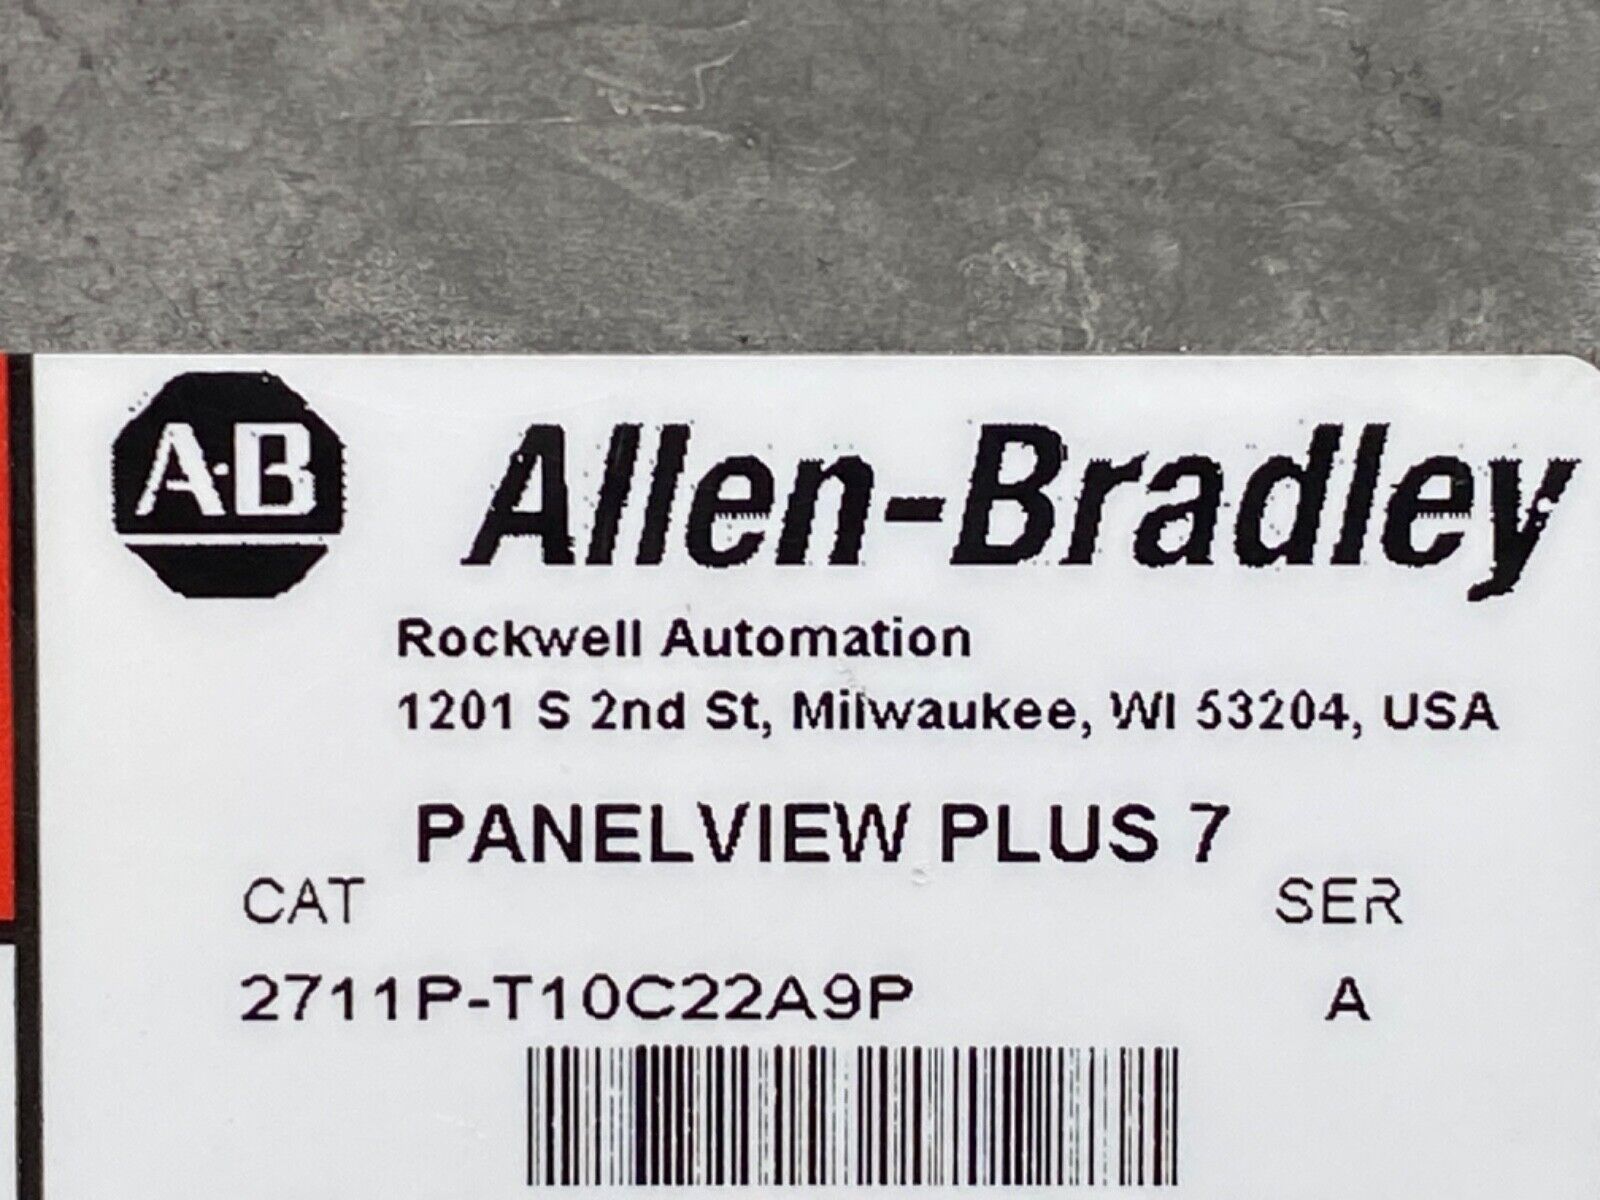 A-B Allen-Bradley
Rockwell Automation
1201 S 2nd St, Milwaukee, WI 53204, USA
PANELVIEW PLUS 7
CAT SER
2711P-T10C22A9P A